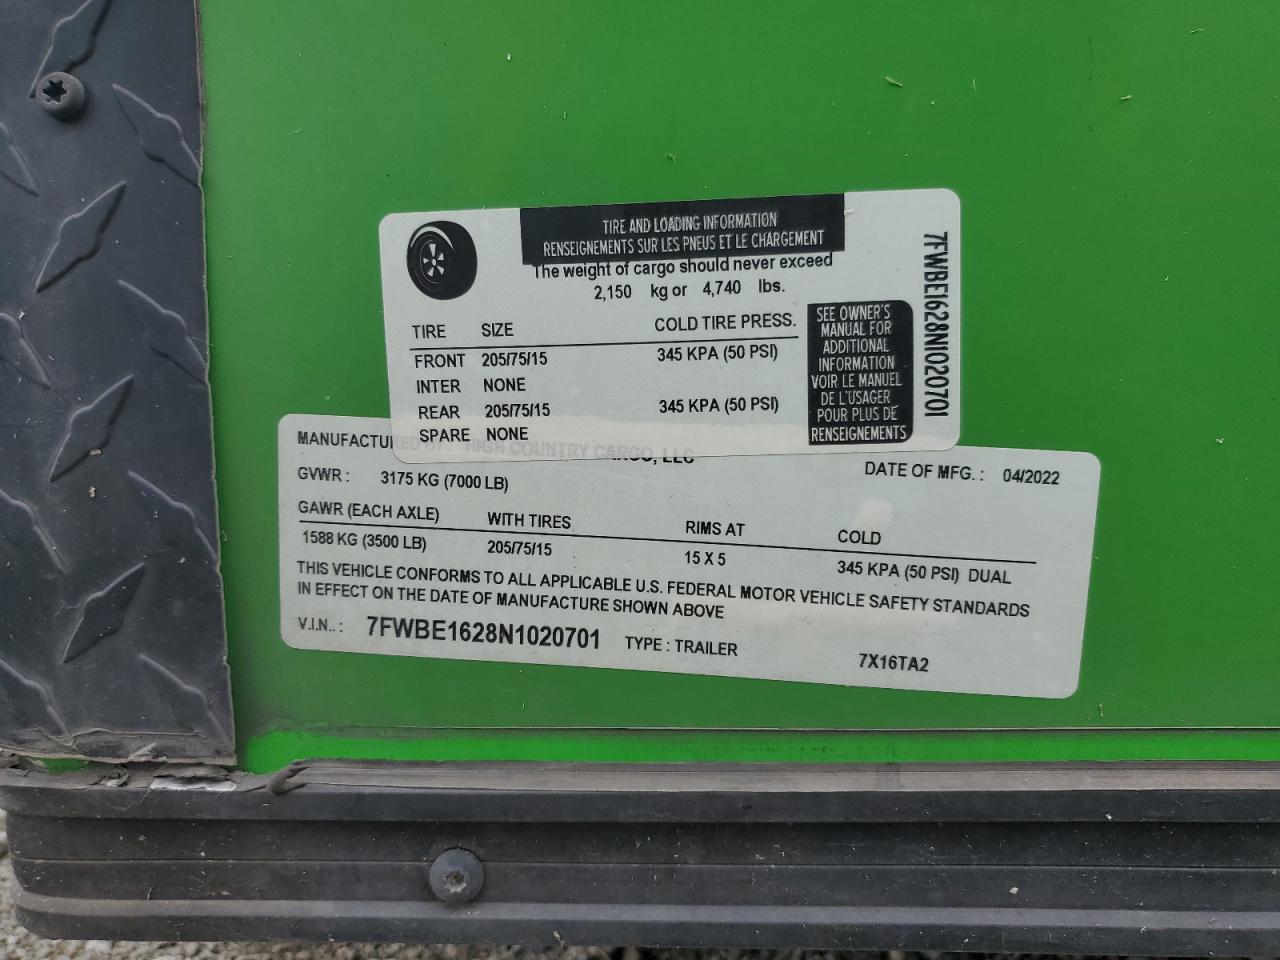 TIRE AND LOADING INFORMATION
RENSEIGNEMENTS SUR LES PNEUS ET LE CHARGEMENT
The weight of cargo should never exceed
2,150 kg or 4,740 lbs.
TIRE SIZE COLD TIRE PRESS.
FRONT 205/75/15 345 KPA (50 PSI)
INTER NONE
REAR 205/75/15 345 KPA (50 PSI)
SPARE NONE
SEE OWNER'S
MANUAL FOR
ADDITIONAL
INFORMATION
VOIR LE MANUEL
DE L'USAGER
POUR PLUS DE
RENSEIGNEMENTS
7FWBE1628N1020701
MANUFACTURED BY: HIGH COUNTRY CARGO, LLC
DATE OF MFG.: 04/2022
GVWR: 3175 KG (7000 LB)
GAWR (EACH AXLE) WITH TIRES RIMS AT COLD
1588 KG (3500 LB) 205/75/15 15 X 5 345 KPA (50 PSI) DUAL
THIS VEHICLE CONFORMS TO ALL APPLICABLE U.S. FEDERAL MOTOR VEHICLE SAFETY STANDARDS
IN EFFECT ON THE DATE OF MANUFACTURE SHOWN ABOVE
V.I.N..: 7FWBE1628N1020701 TYPE: TRAILER 7X16TA2